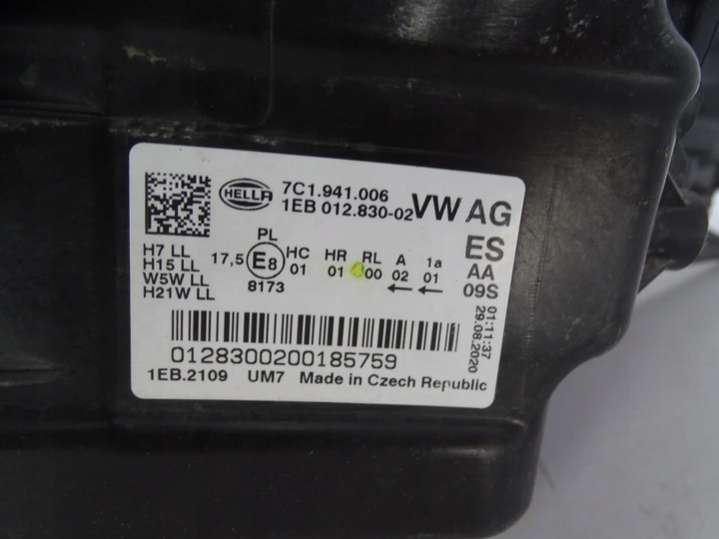 HELLA
7C1.941.006
1EB 012.830-02
VW AG
ES
AA
09S
PL
H7 LL
H15 LL
W5W LL
H21W LL
17,5 E8 HC HR RL A 1a
01 01 00 02 01
8173 ← ←
01:11:37
29.08.2020
0128300200185759
1EB.2109 UM7 Made in Czech Republic